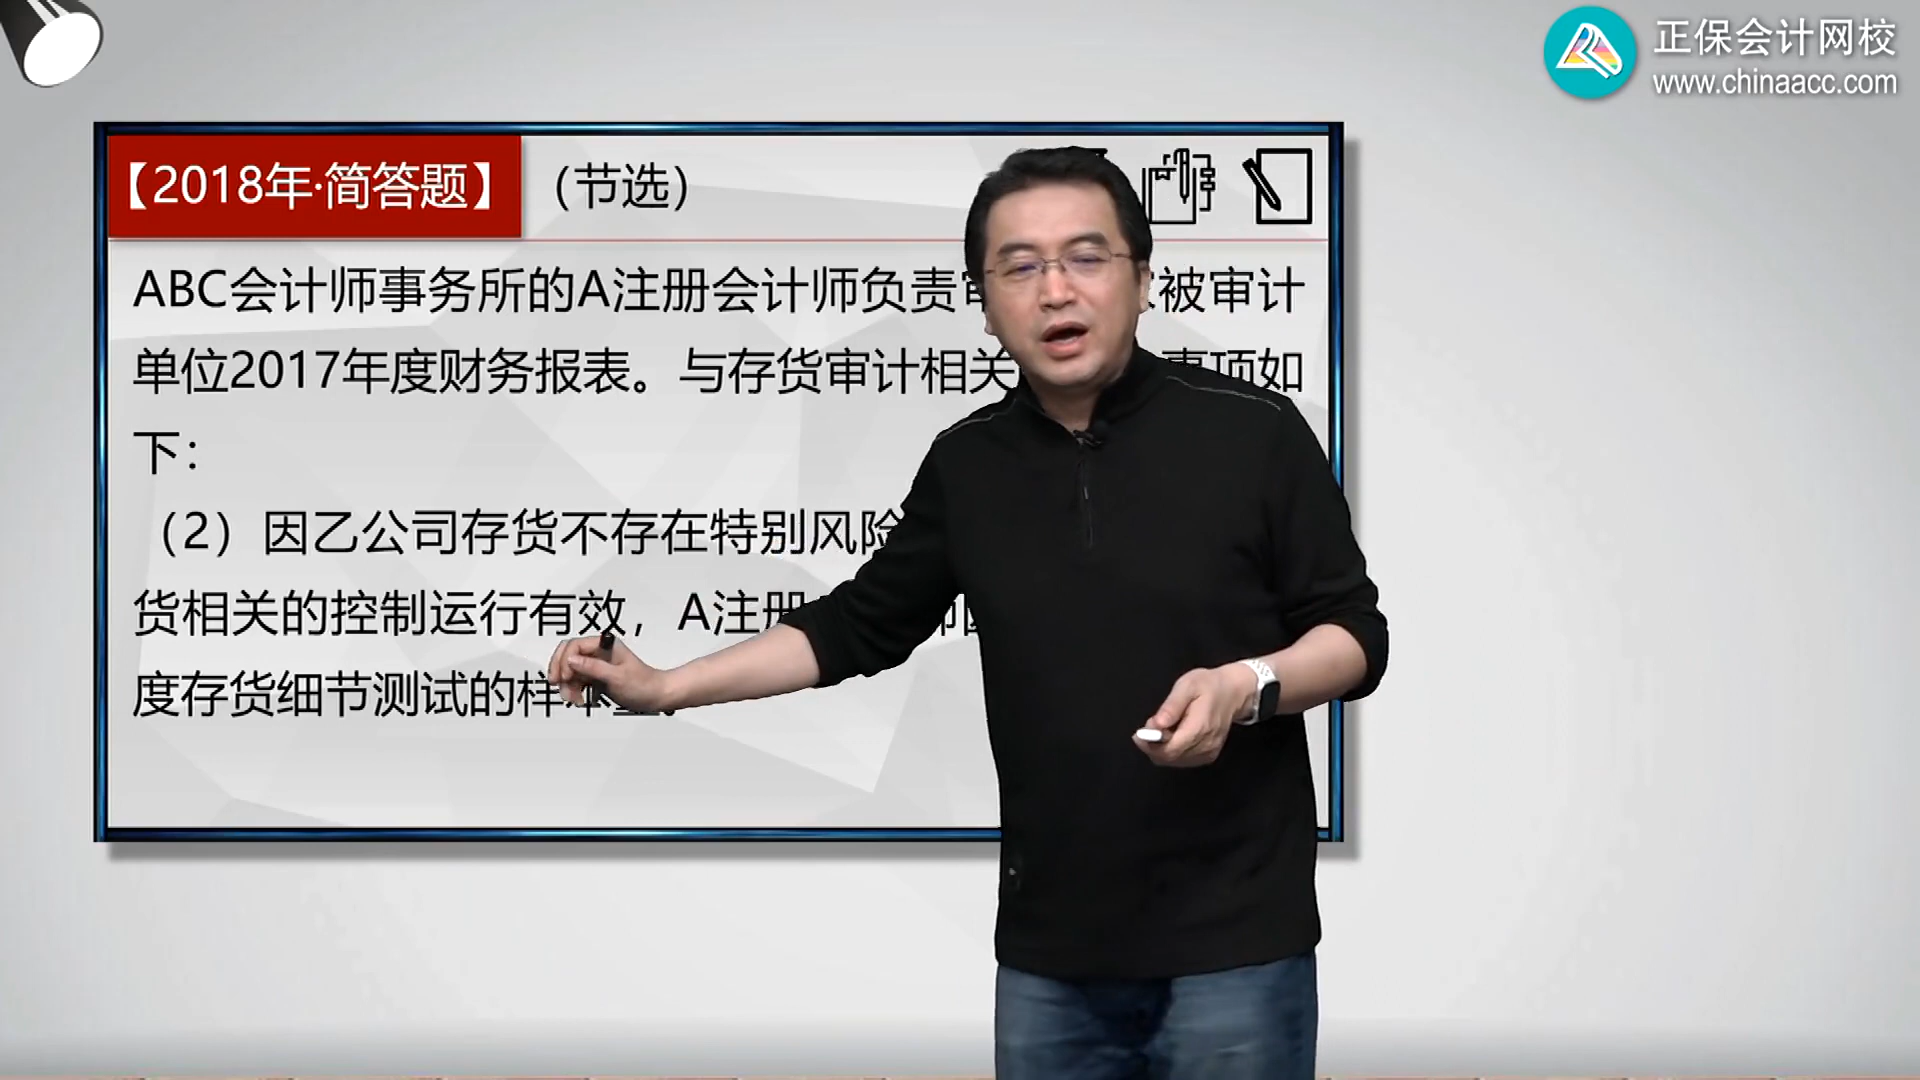 正保会计网校
www.chinaacc.com
【2018年·简答题】（节选）
ABC会计师事务所的A注册会计师负责 被审计
单位2017年度财务报表。与存货审计相关 事项如
下：
（2）因乙公司存货不存在特别风险
货相关的控制运行有效，A注册
度存货细节测试的样本量。